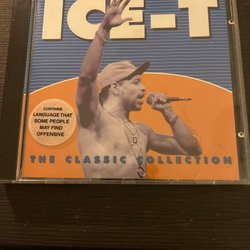 ICE-T
CONTAINS
LANGUAGE THAT
SOME PEOPLE
MAY FIND
OFFENSIVE
THE CLASSIC COLLECTION